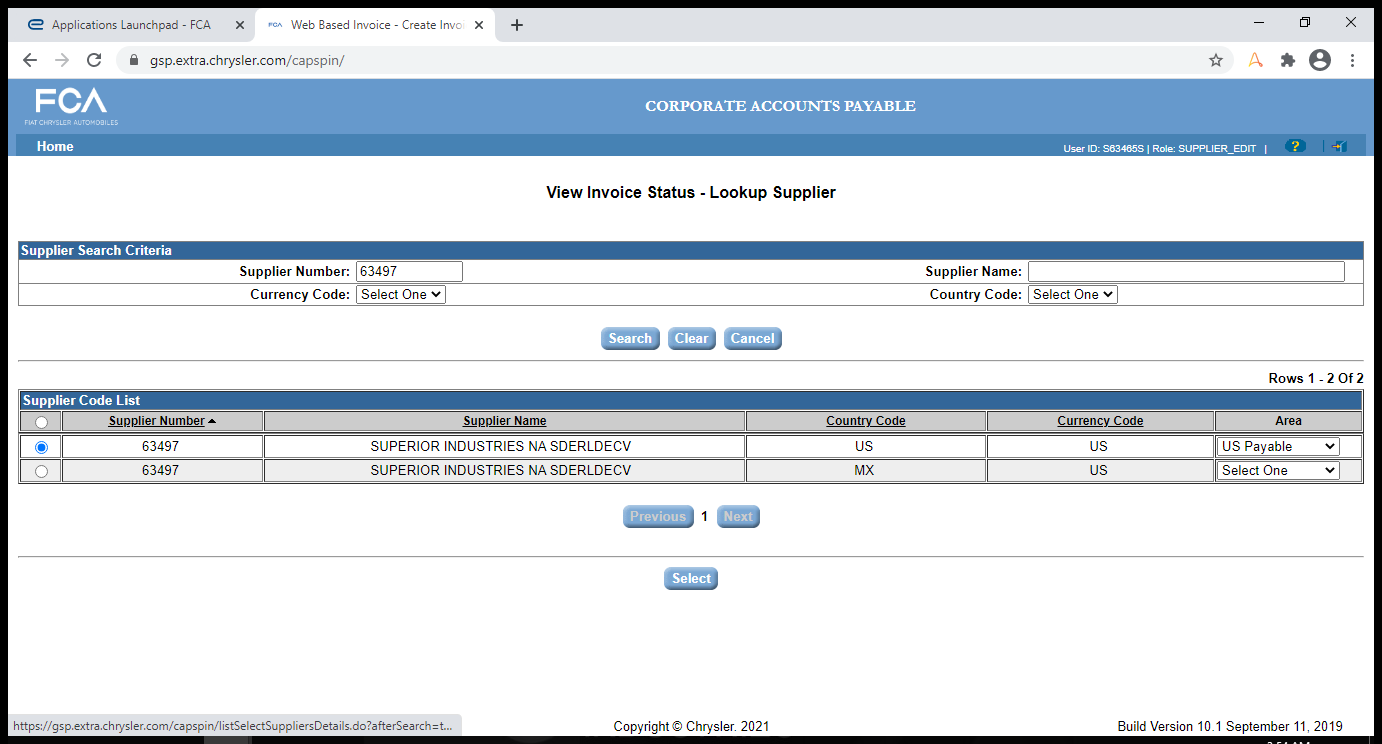 Applications Launchpad - FCA
FCA Web Based Invoice - Create Invo
gsp.extra.chrysler.com/capspin/
FCA
FIAT CHRYSLER AUTOMOBILES
CORPORATE ACCOUNTS PAYABLE
Home
User ID: S63465S | Role: SUPPLIER_EDIT | ?
View Invoice Status - Lookup Supplier
Supplier Search Criteria
Supplier Number: 63497 Supplier Name:
Currency Code: Select One Country Code: Select One
Search Clear Cancel
Rows 1 - 2 Of 2
Supplier Code List
Supplier Number Supplier Name Country Code Currency Code Area
63497 SUPERIOR INDUSTRIES NA SDERLDECV US US US Payable
63497 SUPERIOR INDUSTRIES NA SDERLDECV MX US Select One
Previous 1 Next
Select
https://gsp.extra.chrysler.com/capspin/listSelectSuppliersDetails.do?afterSearch=t...
Copyright © Chrysler. 2021
Build Version 10.1 September 11, 2019